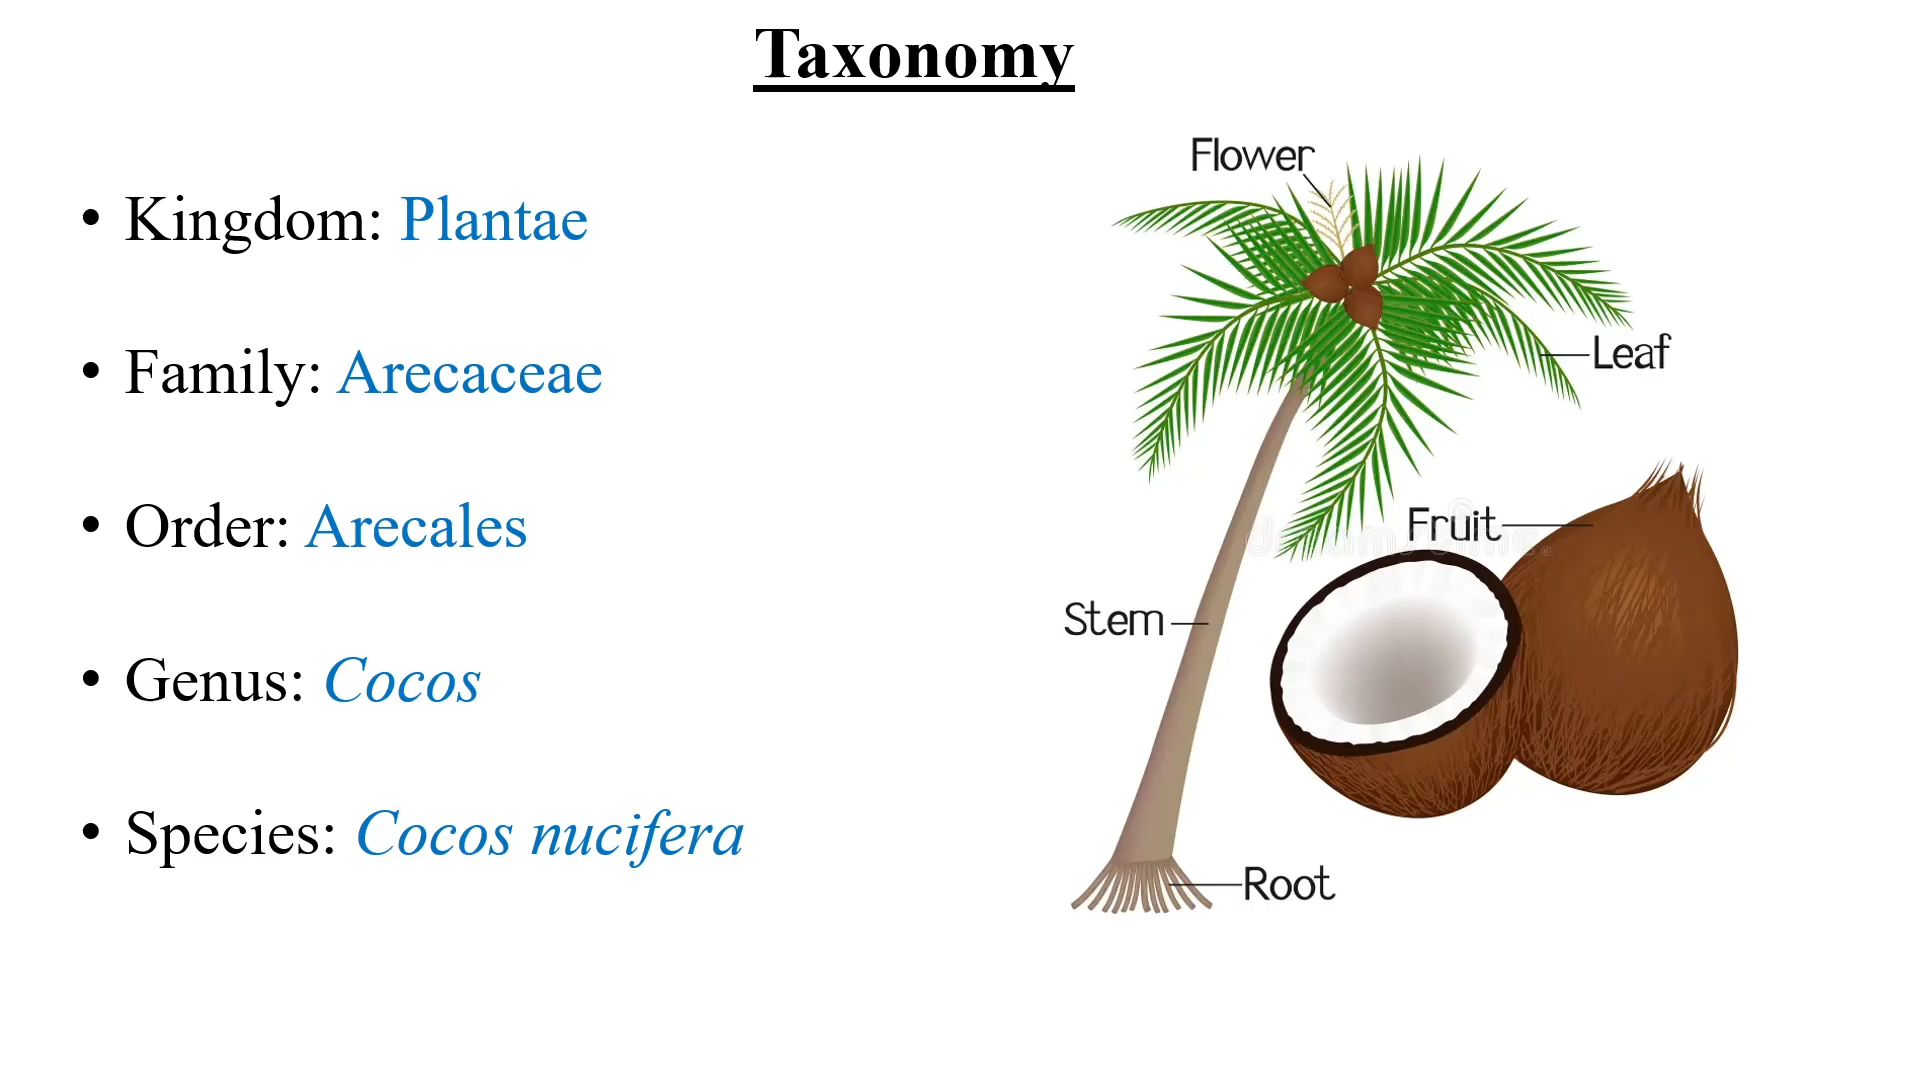 Taxonomy
• Kingdom: Plantae
• Family: Arecaceae
• Order: Arecales
• Genus: Cocos
• Species: Cocos nucifera
Flower
Leaf
Fruit
Stem
Root